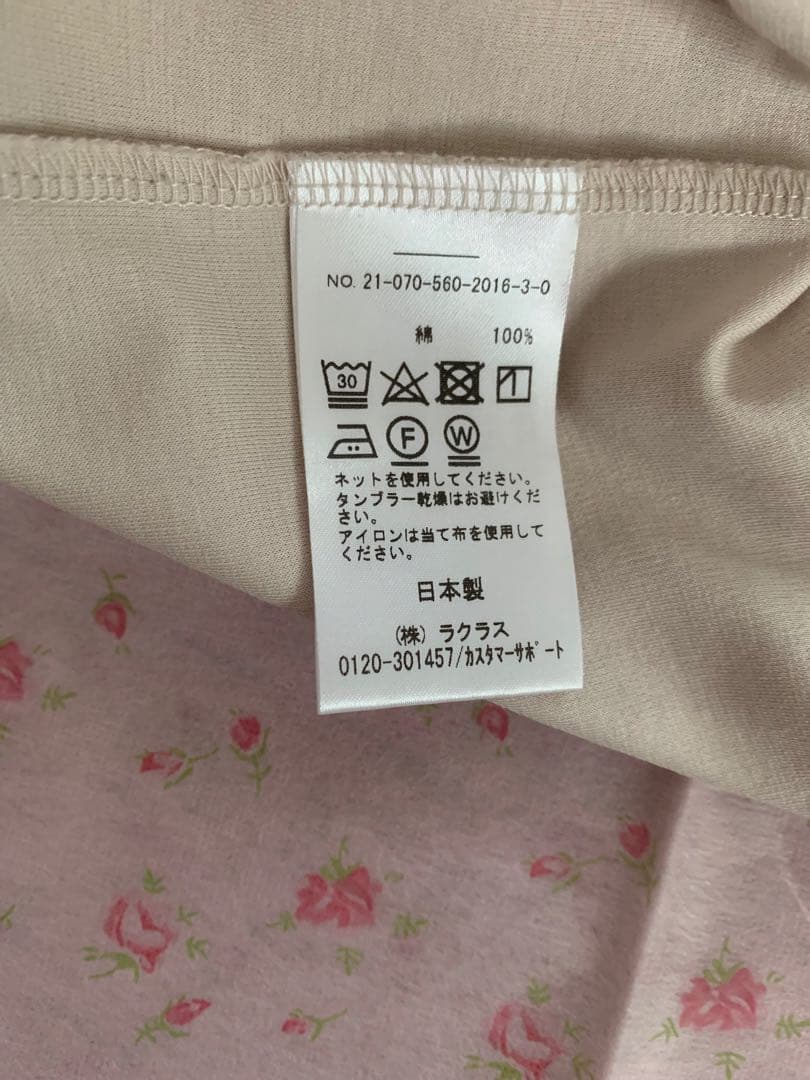 NO. 21-070-560-2016-3-0
綿 100%
30
F W
ネットを使用してください。
タンブラー乾燥はお避けくだ
さい。
アイロンは当て布を使用して
ください。
日本製
(株) ラクラス
0120-301457/カスタマーサポート